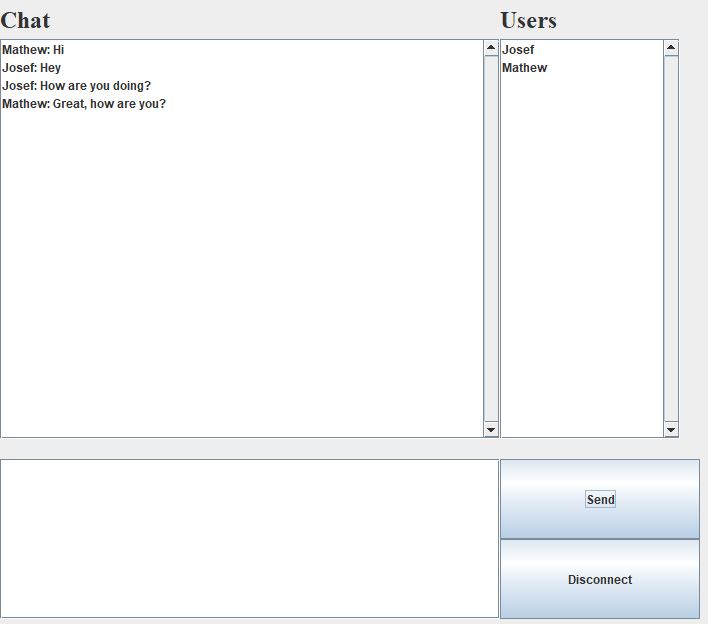 Chat
Users
Mathew: Hi
Josef: Hey
Josef: How are you doing?
Mathew: Great, how are you?
Josef
Mathew
Send
Disconnect